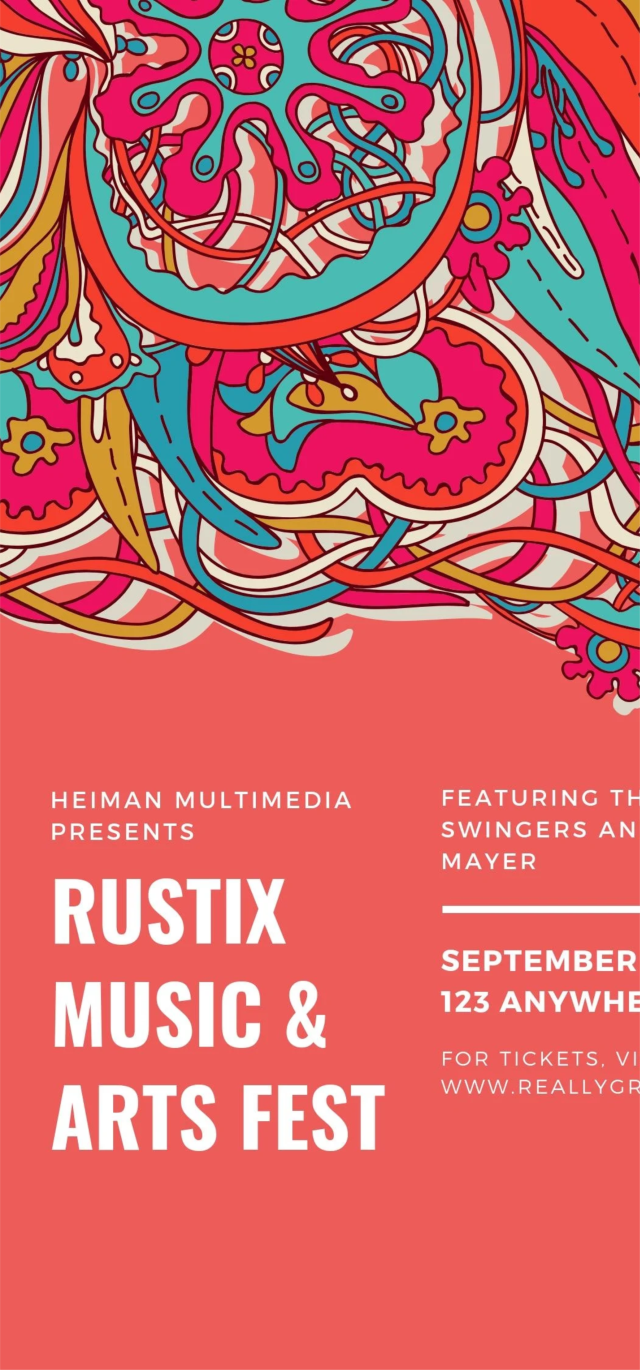 HEIMAN MULTIMEDIA
PRESENTS
RUSTIX
MUSIC &
ARTS FEST
FEATURING TH
SWINGERS AN
MAYER
SEPTEMBER
123 ANYWHE
FOR TICKETS, VI
WWW.REALLYGR